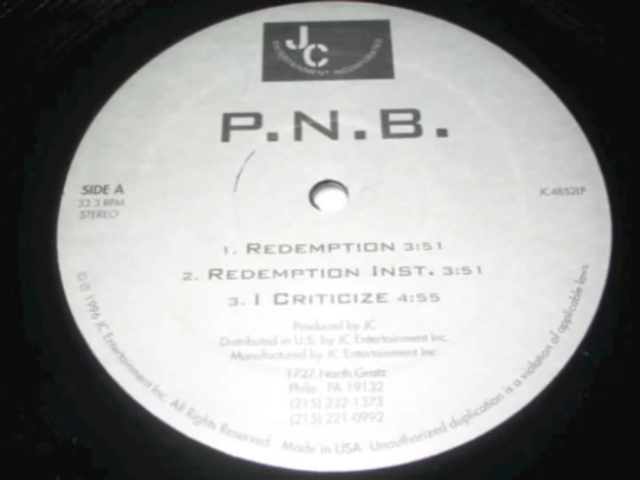 JC
ENTERTAINMENT INCORPORATED
P.N.B.
SIDE A
33.3 RPM
STEREO
JC4852LP
1. REDEMPTION 3:51
2. REDEMPTION INST. 3:51
3. I CRITICIZE 4:55
Produced by JC
Distributed in U.S. by JC Entertainment Inc.
Manufactured by JC Entertainment Inc.
1727 North Gratz
Phila. PA 19132
(215) 232-1373
(215) 221-0992
© ℗ 1996 JC Entertainment Inc. All Rights Reserved. Made in USA. Unauthorized duplication is a violation of applicable laws.